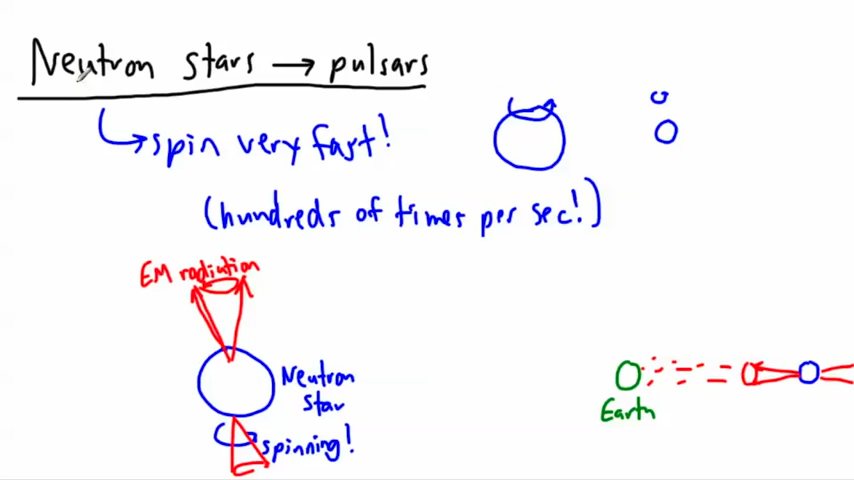 Neutron stars → pulsars
↳ spin very fast!
(hundreds of times per sec!)
EM radiation
Neutron
star
spinning!
Earth